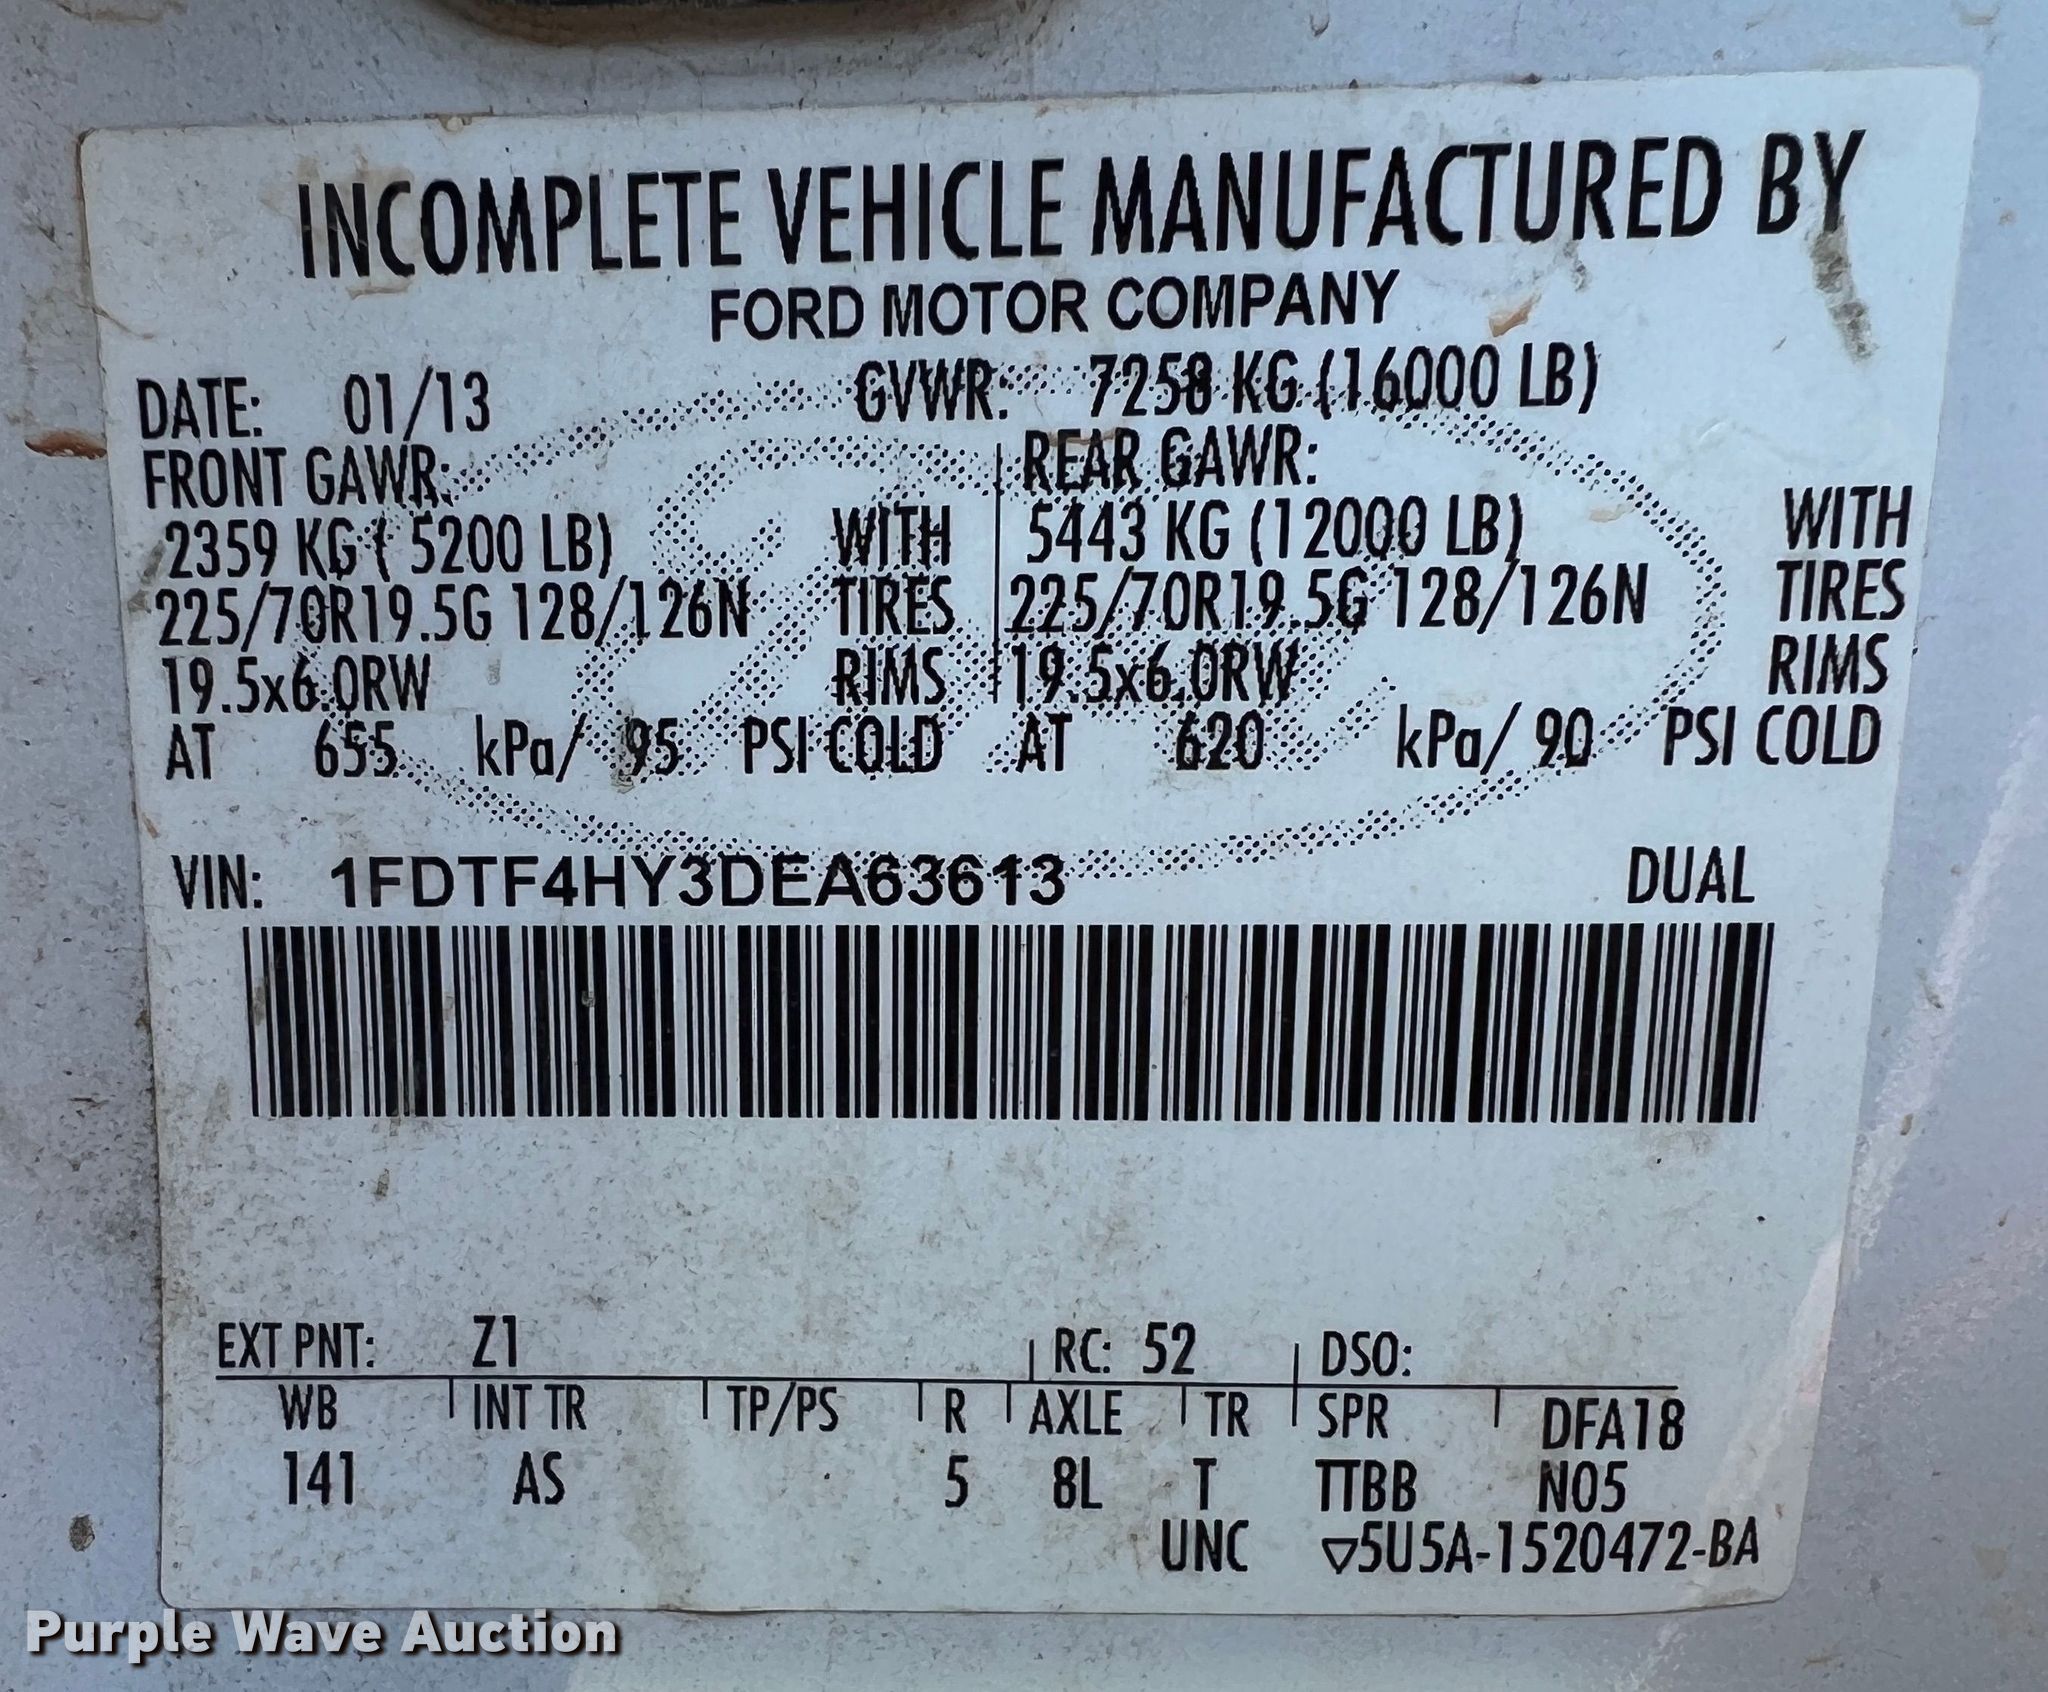 INCOMPLETE VEHICLE MANUFACTURED BY
FORD MOTOR COMPANY
DATE: 01/13 GVWR: 7258 KG (16000 LB)
FRONT GAWR: REAR GAWR:
2359 KG ( 5200 LB) WITH 5443 KG (12000 LB) WITH
225/70R19.5G 128/126N TIRES 225/70R19.5G 128/126N TIRES
19.5x6.0RW RIMS 19.5x6.0RW RIMS
AT 655 kPa/ 95 PSI COLD AT 620 kPa/ 90 PSI COLD
VIN: 1FDTF4HY3DEA63613 DUAL
EXT PNT: Z1 RC: 52 DSO:
WB INT TR TP/PS R AXLE TR SPR DFA18
141 AS 5 8L T TTBB N05
UNC ▽5U5A-1520472-BA
Purple Wave Auction